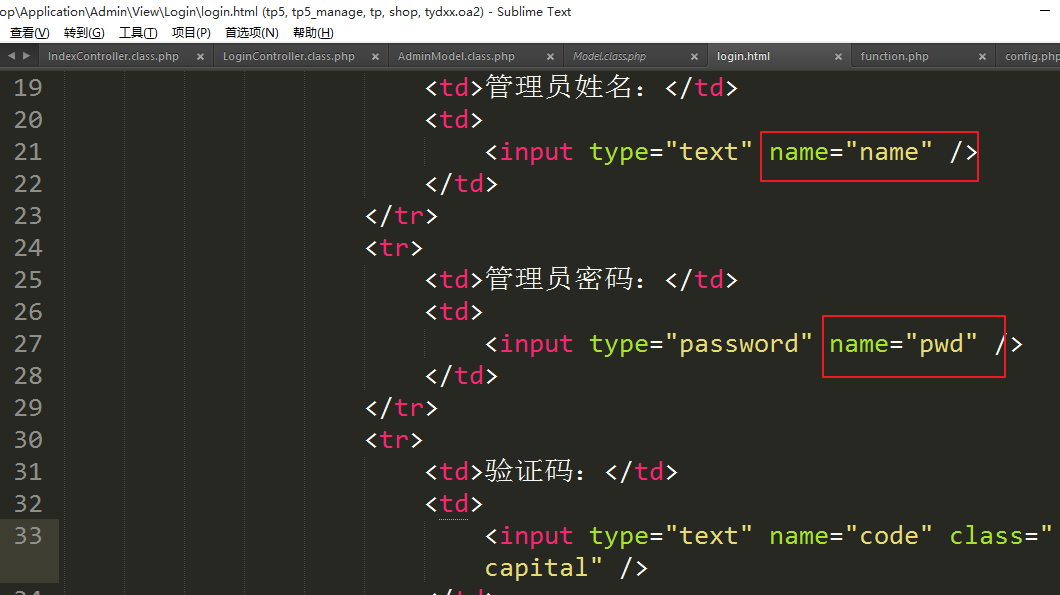 op\Application\Admin\View\Login\login.html (tp5, tp5_manage, tp, shop, tydxx.oa2) - Sublime Text
查看(V) 转到(G) 工具(T) 项目(P) 首选项(N) 帮助(H)
IndexController.class.php × LoginController.class.php × AdminModel.class.php × Model.class.php × login.html × function.php × config.php
19 <td>管理员姓名：</td>
20 <td>
21 <input type="text" name="name" />
22 </td>
23 </tr>
24 <tr>
25 <td>管理员密码：</td>
26 <td>
27 <input type="password" name="pwd" />
28 </td>
29 </tr>
30 <tr>
31 <td>验证码：</td>
32 <td>
33 <input type="text" name="code" class="
capital" />